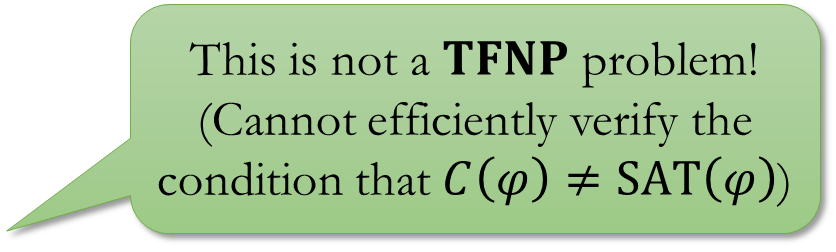 This is not a TFNP problem!
(Cannot efficiently verify the
condition that C(φ) ≠ SAT(φ))